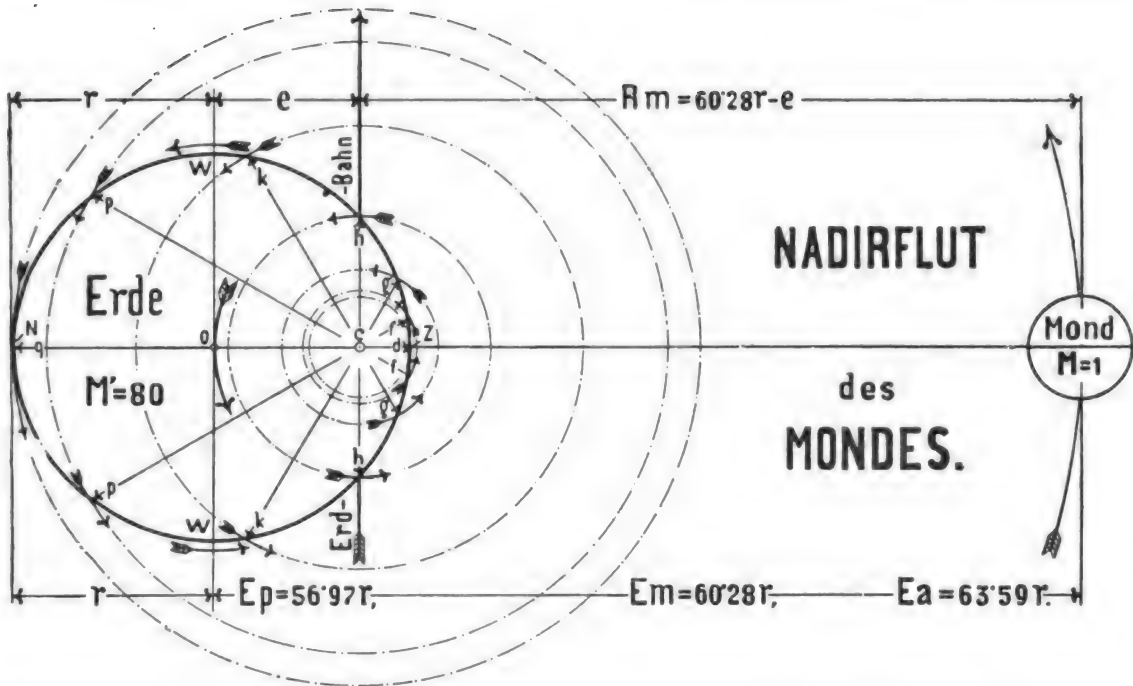 r e Rm=60·28r-e
W k -Bahn
p h
NADIRFLUT
Erde
g
N O C r Z Mond
q d
M'=80 f M=1
g des
h MONDES.
p
W k Erd-
r Ep=56·97r, Em=60·28r, Ea=63·59r.